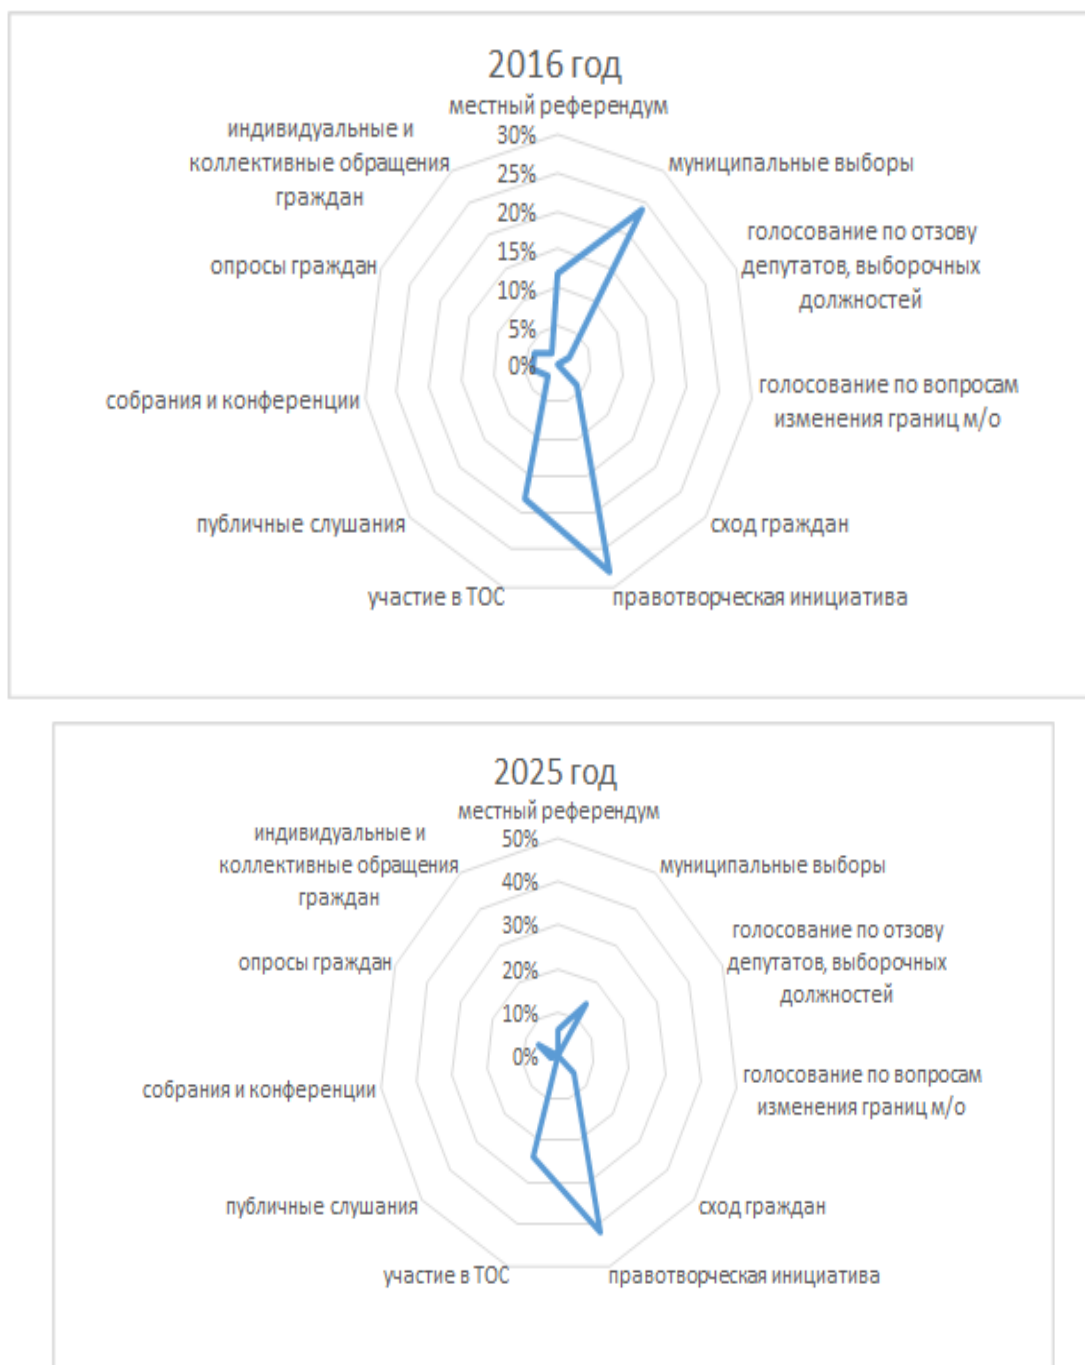 2016 год
местный референдум
30%
25%
20%
15%
10%
5%
0%
муниципальные выборы
голосование по отзову
депутатов, выборочных
должностей
голосование по вопросам
изменения границ м/о
сход граждан
правотворческая инициатива
участие в ТОС
публичные слушания
собрания и конференции
опросы граждан
индивидуальные и
коллективные обращения
граждан
2025 год
местный референдум
50%
40%
30%
20%
10%
0%
муниципальные выборы
голосование по отзову
депутатов, выборочных
должностей
голосование по вопросам
изменения границ м/о
сход граждан
правотворческая инициатива
участие в ТОС
публичные слушания
собрания и конференции
опросы граждан
индивидуальные и
коллективные обращения
граждан